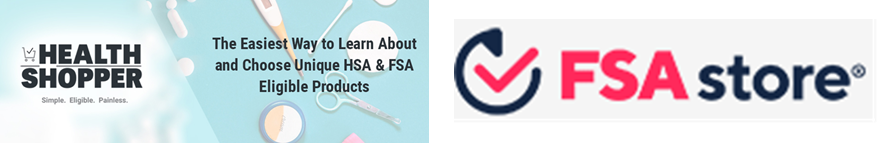 HEALTH
SHOPPER
Simple. Eligible. Painless.
The Easiest Way to Learn About
and Choose Unique HSA & FSA
Eligible Products
FSA store®